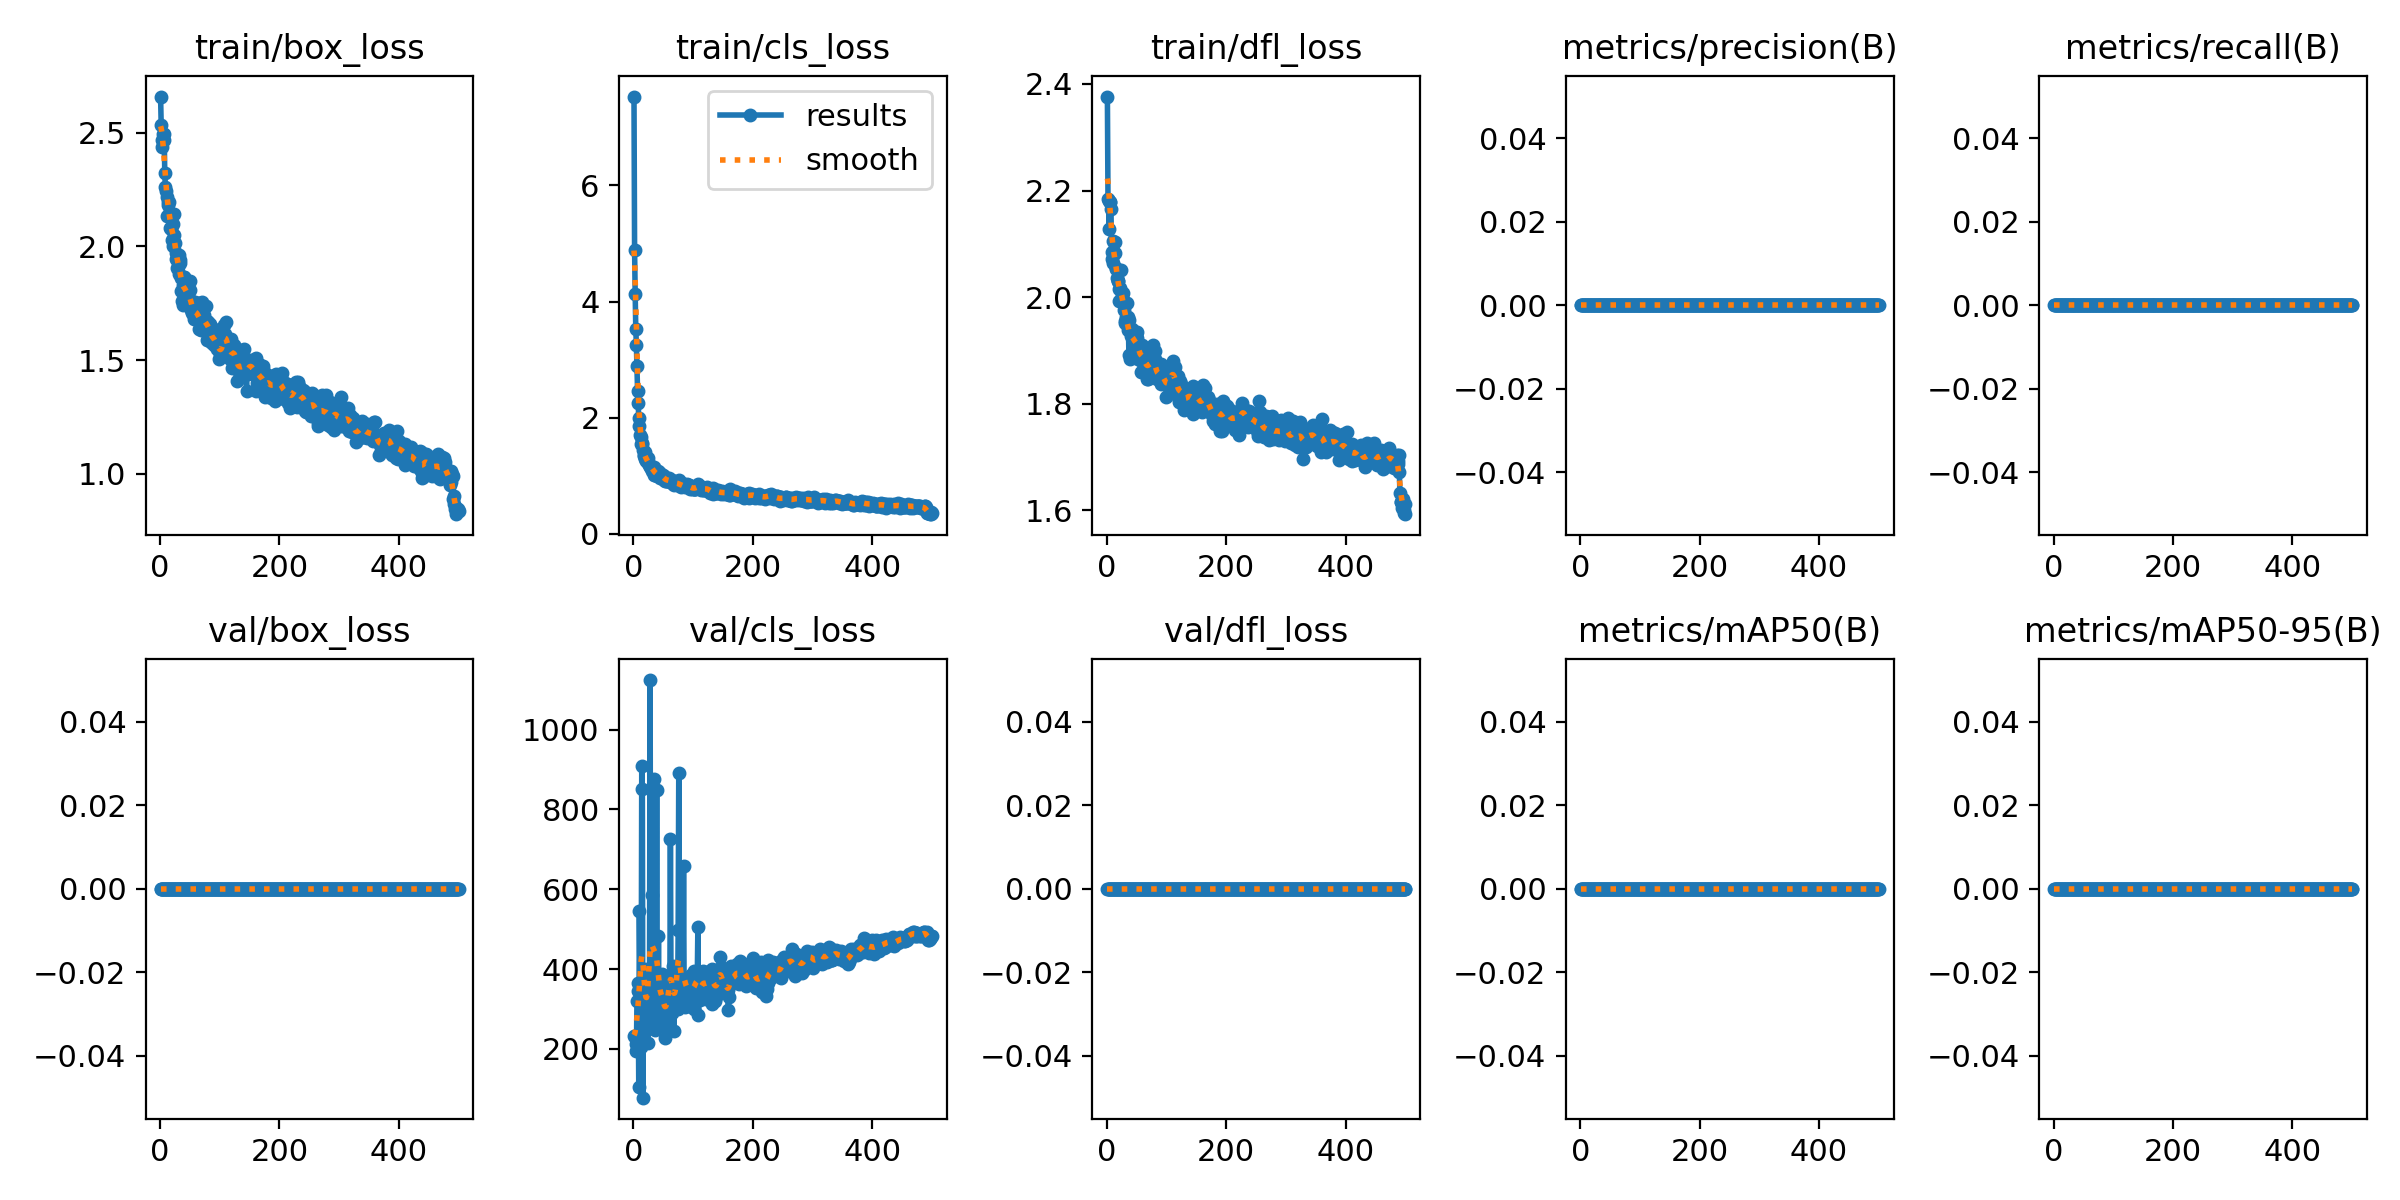 train/box_loss
2.5
2.0
1.5
1.0
0 200 400
train/cls_loss
results
smooth
6
4
2
0
0 200 400
train/dfl_loss
2.4
2.2
2.0
1.8
1.6
0 200 400
metrics/precision(B)
0.04
0.02
0.00
−0.02
−0.04
0 200 400
metrics/recall(B)
0.04
0.02
0.00
−0.02
−0.04
0 200 400
val/box_loss
0.04
0.02
0.00
−0.02
−0.04
0 200 400
val/cls_loss
1000
800
600
400
200
0 200 400
val/dfl_loss
0.04
0.02
0.00
−0.02
−0.04
0 200 400
metrics/mAP50(B)
0.04
0.02
0.00
−0.02
−0.04
0 200 400
metrics/mAP50-95(B)
0.04
0.02
0.00
−0.02
−0.04
0 200 400